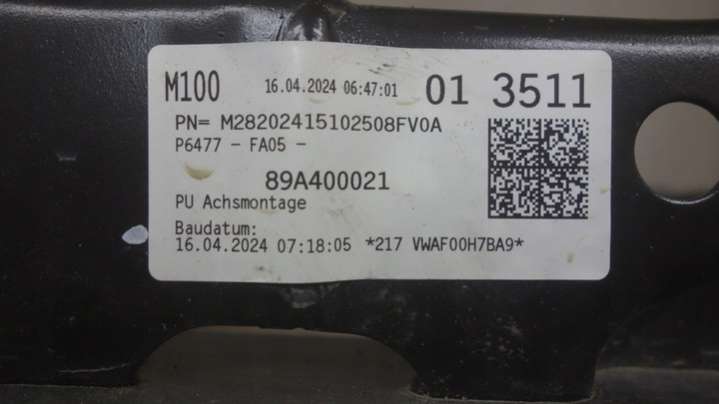 M100 16.04.2024 06:47:01 01 3511
PN= M28202415102508FV0A
P6477 - FA05 -
89A400021
PU Achsmontage
Baudatum:
16.04.2024 07:18:05 *217 VWAF00H7BA9*